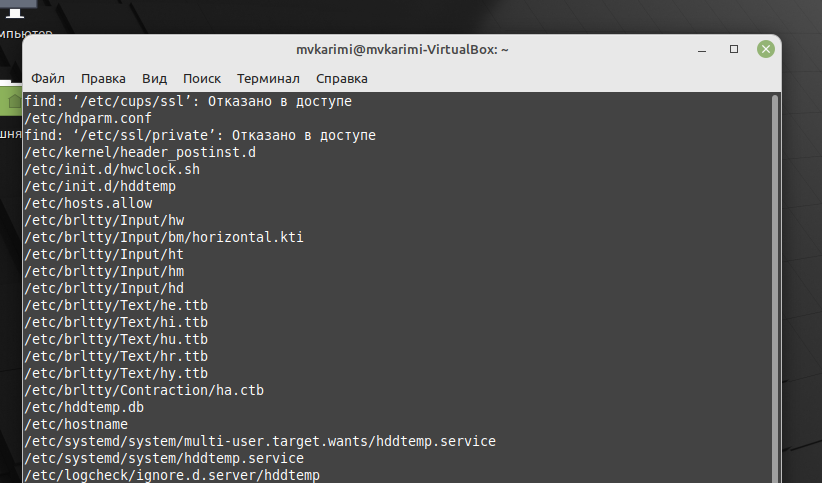 мпьютер
mvkarimi@mvkarimi-VirtualBox: ~
Файл Правка Вид Поиск Терминал Справка
шня
find: ‘/etc/cups/ssl’: Отказано в доступе
/etc/hdparm.conf
find: ‘/etc/ssl/private’: Отказано в доступе
/etc/kernel/header_postinst.d
/etc/init.d/hwclock.sh
/etc/init.d/hddtemp
/etc/hosts.allow
/etc/brltty/Input/hw
/etc/brltty/Input/bm/horizontal.kti
/etc/brltty/Input/ht
/etc/brltty/Input/hm
/etc/brltty/Input/hd
/etc/brltty/Text/he.ttb
/etc/brltty/Text/hi.ttb
/etc/brltty/Text/hu.ttb
/etc/brltty/Text/hr.ttb
/etc/brltty/Text/hy.ttb
/etc/brltty/Contraction/ha.ctb
/etc/hddtemp.db
/etc/hostname
/etc/systemd/system/multi-user.target.wants/hddtemp.service
/etc/systemd/system/hddtemp.service
/etc/logcheck/ignore.d.server/hddtemp